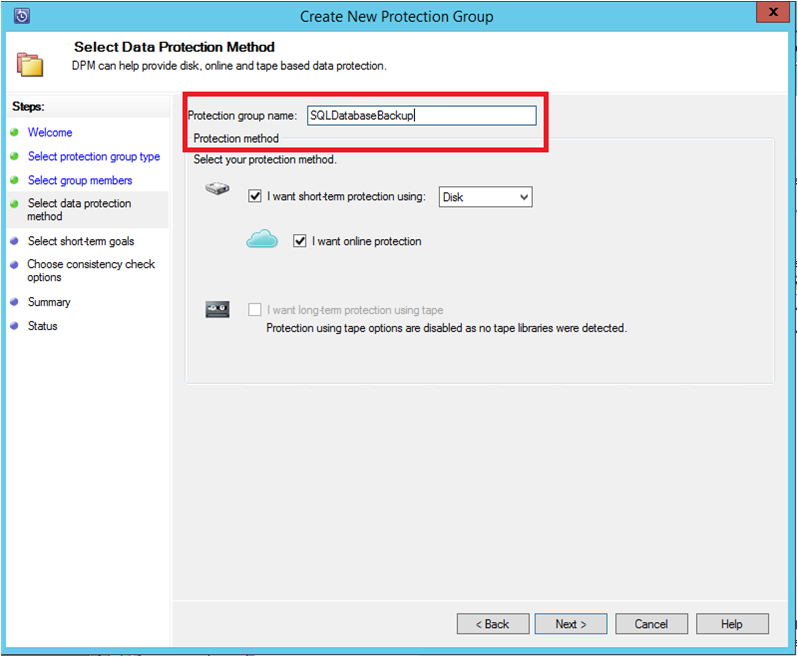 Create New Protection Group
x
Select Data Protection Method
DPM can help provide disk, online and tape based data protection.
Steps:
Welcome
Select protection group type
Select group members
Select data protection
method
Select short-term goals
Choose consistency check
options
Summary
Status
Protection group name: SQLDatabaseBackup
Protection method
Select your protection method.
I want short-term protection using: Disk
I want online protection
I want long-term protection using tape
Protection using tape options are disabled as no tape libraries were detected.
< Back Next > Cancel Help